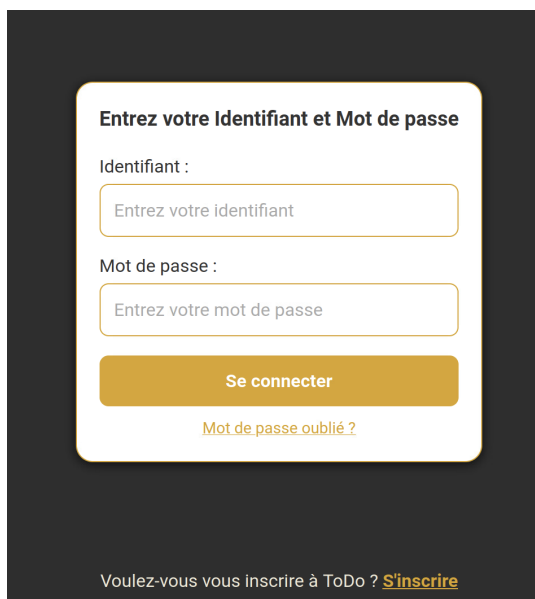 Entrez votre Identifiant et Mot de passe
Identifiant :
Entrez votre identifiant
Mot de passe :
Entrez votre mot de passe
Se connecter
Mot de passe oublié ?
Voulez-vous vous inscrire à ToDo ? S'inscrire